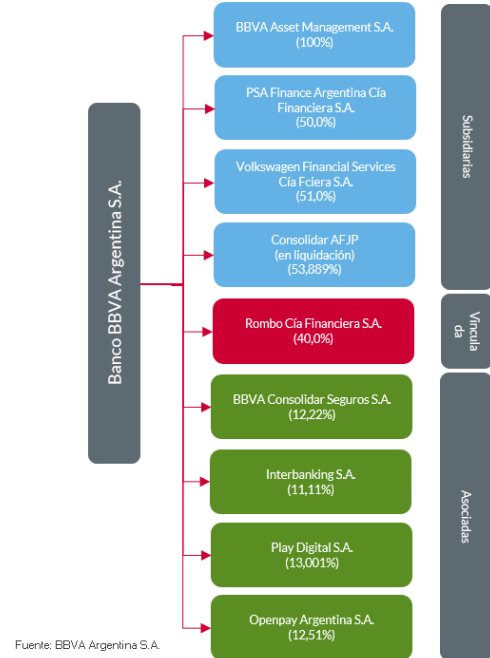 Banco BBVA Argentina S.A.
BBVA Asset Management S.A.
(100%)
PSA Finance Argentina Cía
Financiera S.A.
(50,0%)
Volkswagen Financial Services
Cía Fciera S.A.
(51,0%)
Consolidar AFJP
(en liquidación)
(53,889%)
Subsidiarias
Rombo Cía Financiera S.A.
(40,0%)
Vincula
da
BBVA Consolidar Seguros S.A.
(12,22%)
Interbanking S.A.
(11,11%)
Play Digital S.A.
(13,001%)
Openpay Argentina S.A.
(12,51%)
Asociadas
Fuente: BBVA Argentina S.A.